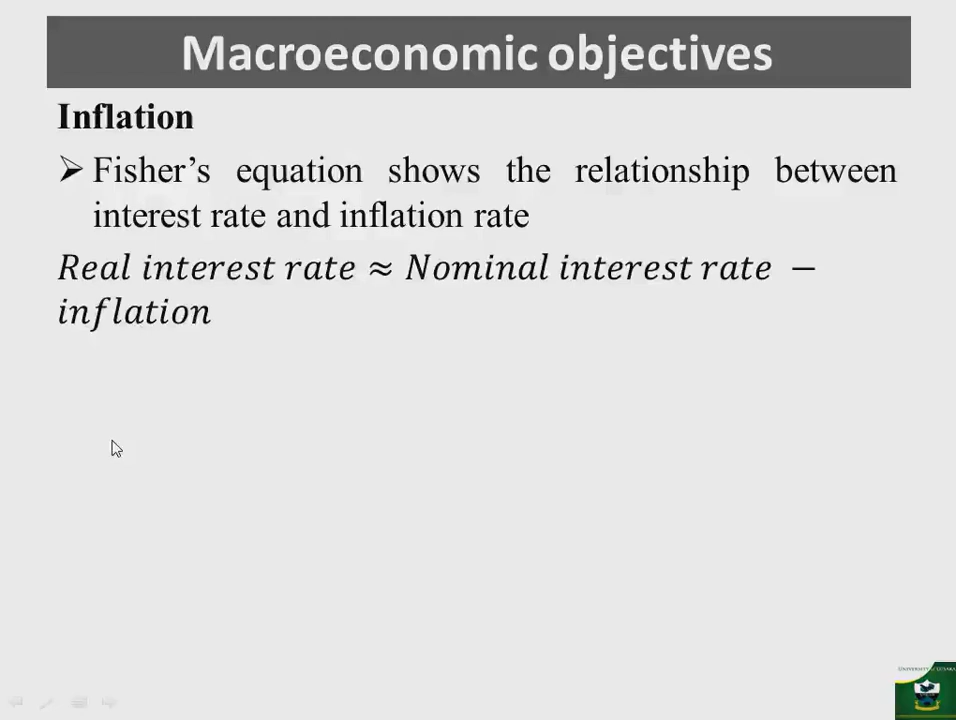 Macroeconomic objectives
Inflation
➢ Fisher’s equation shows the relationship between
interest rate and inflation rate
Real interest rate ≈ Nominal interest rate −
inflation